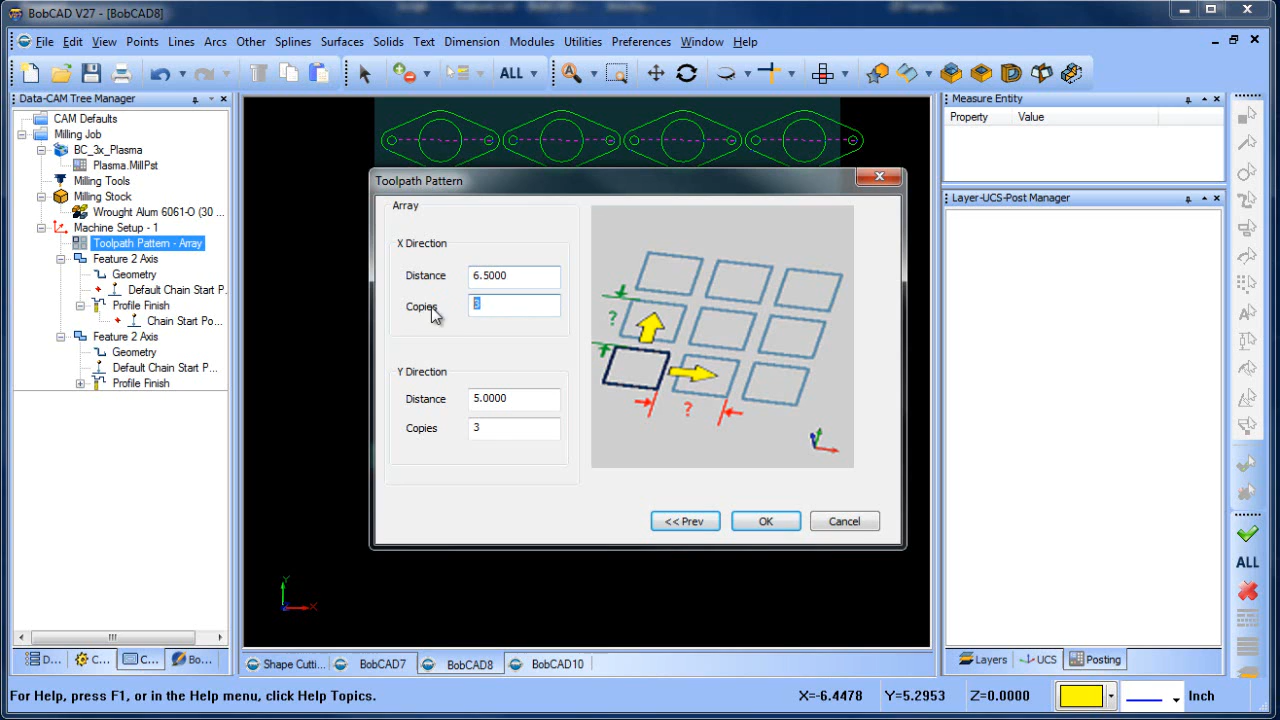 BobCAD V27 - [BobCAD8]
File Edit View Points Lines Arcs Other Splines Surfaces Solids Text Dimension Modules Utilities Preferences Window Help
ALL
Data-CAM Tree Manager
CAM Defaults
Milling Job
BC_3x_Plasma
Plasma.MillPst
Milling Tools
Milling Stock
Wrought Alum 6061-O (30 ...
Machine Setup - 1
Toolpath Pattern - Array
Feature 2 Axis
Geometry
Default Chain Start P
Profile Finish
Chain Start Po...
Feature 2 Axis
Geometry
Default Chain Start P...
Profile Finish
D... C... C... Bo...
Toolpath Pattern
Array
X Direction
Distance 6.5000
Copies 3
Y Direction
Distance 5.0000
Copies 3
?
?
<< Prev OK Cancel
Y
X
Shape Cutti... BobCAD7 BobCAD8 BobCAD10
Measure Entity
Property Value
Layer-UCS-Post Manager
Layers UCS Posting
ALL
For Help, press F1, or in the Help menu, click Help Topics.
X=-6.4478 Y=5.2953 Z=0.0000 Inch